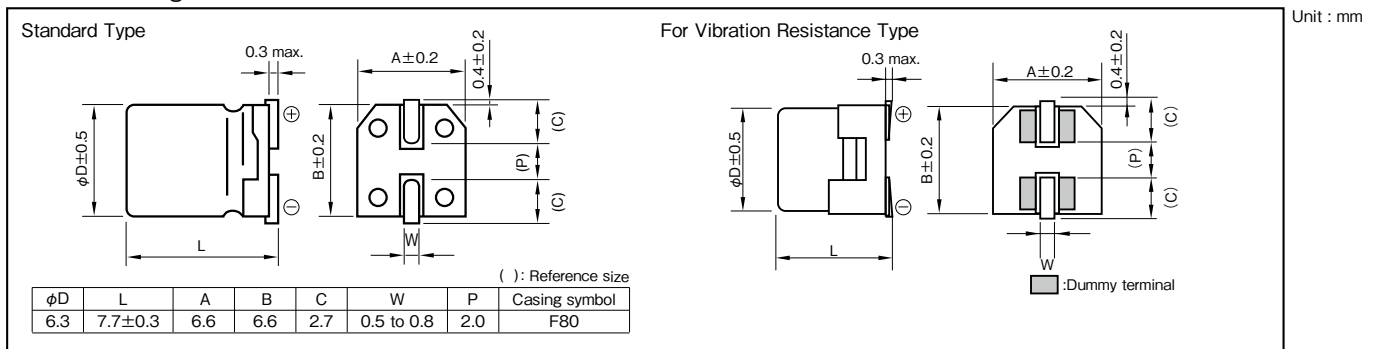 Unit : mm
Standard Type
0.3 max.
A±0.2
0.4±0.2
⊕
(C)
φD±0.5
B±0.2
(P)
(C)
⊖
L
W
( ) : Reference size
φD L A B C W P Casing symbol
6.3 7.7±0.3 6.6 6.6 2.7 0.5 to 0.8 2.0 F80
For Vibration Resistance Type
0.3 max.
A±0.2
0.4±0.2
⊕
(C)
φD±0.5
B±0.2
(P)
(C)
⊖
L
W
:Dummy terminal